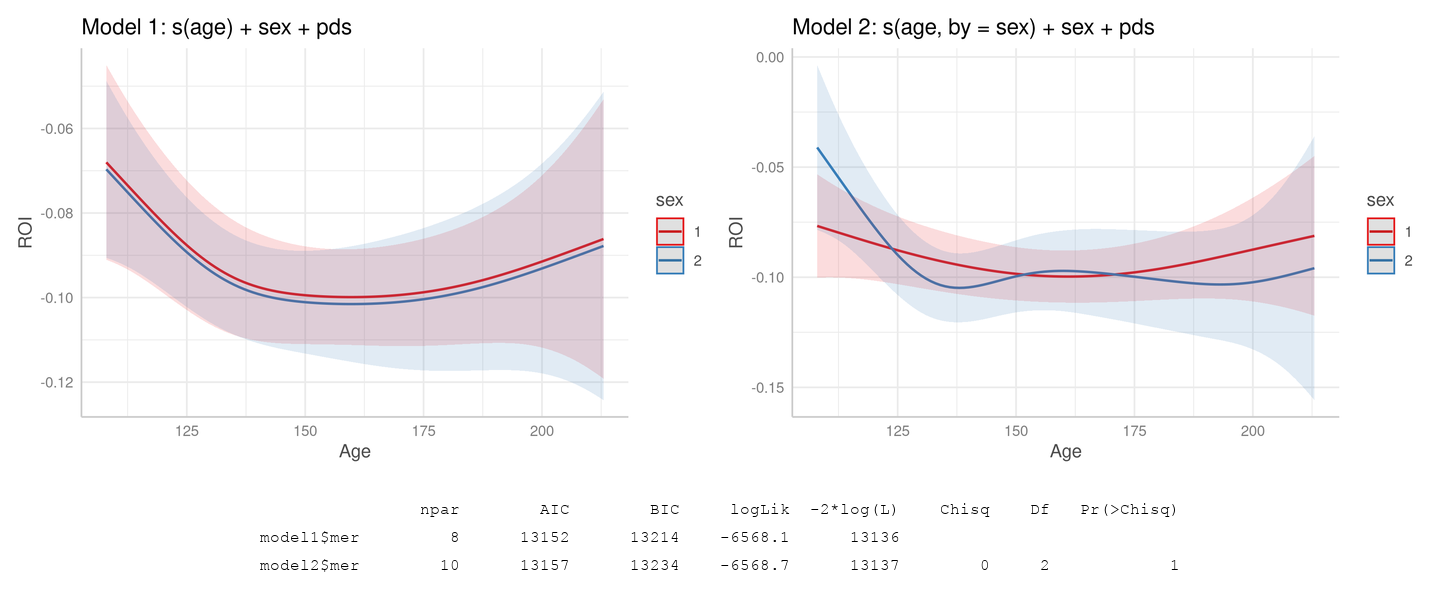 Model 1: s(age) + sex + pds
ROI
-0.06
-0.08
-0.10
-0.12
125 150 175 200
Age
sex
1
2
Model 2: s(age, by = sex) + sex + pds
ROI
0.00
-0.05
-0.10
-0.15
125 150 175 200
Age
sex
1
2
npar AIC BIC logLik -2*log(L) Chisq Df Pr(>Chisq)
model1$mer 8 13152 13214 -6568.1 13136
model2$mer 10 13157 13234 -6568.7 13137 0 2 1